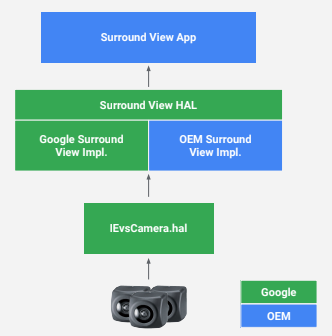 Surround View App
Surround View HAL
Google Surround
View Impl.
OEM Surround
View Impl.
IEvsCamera.hal
Google
OEM